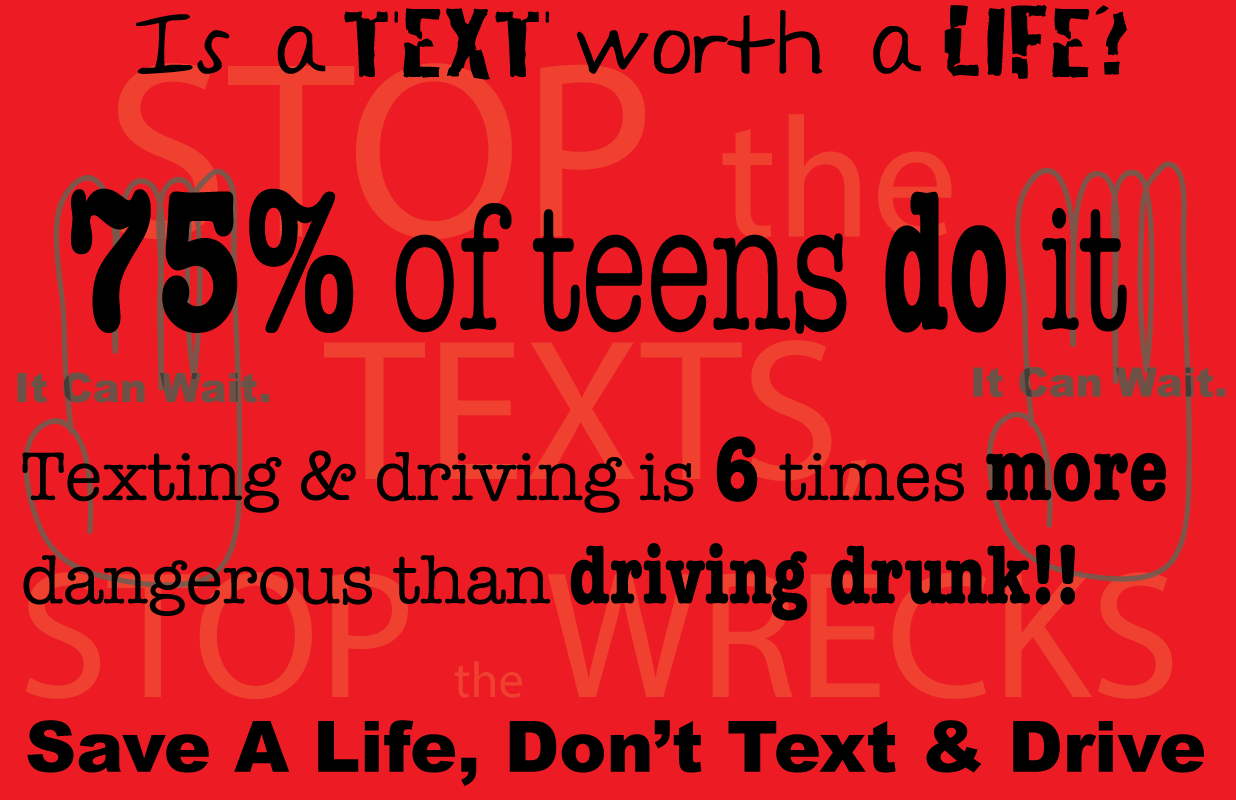 Is a TEXT worth a LIFE?
STOP the
75% of teens do it
TEXTS,
It Can Wait.
It Can Wait.
Texting & driving is 6 times more
dangerous than driving drunk!!
STOP the WRECKS
Save A Life, Don’t Text & Drive